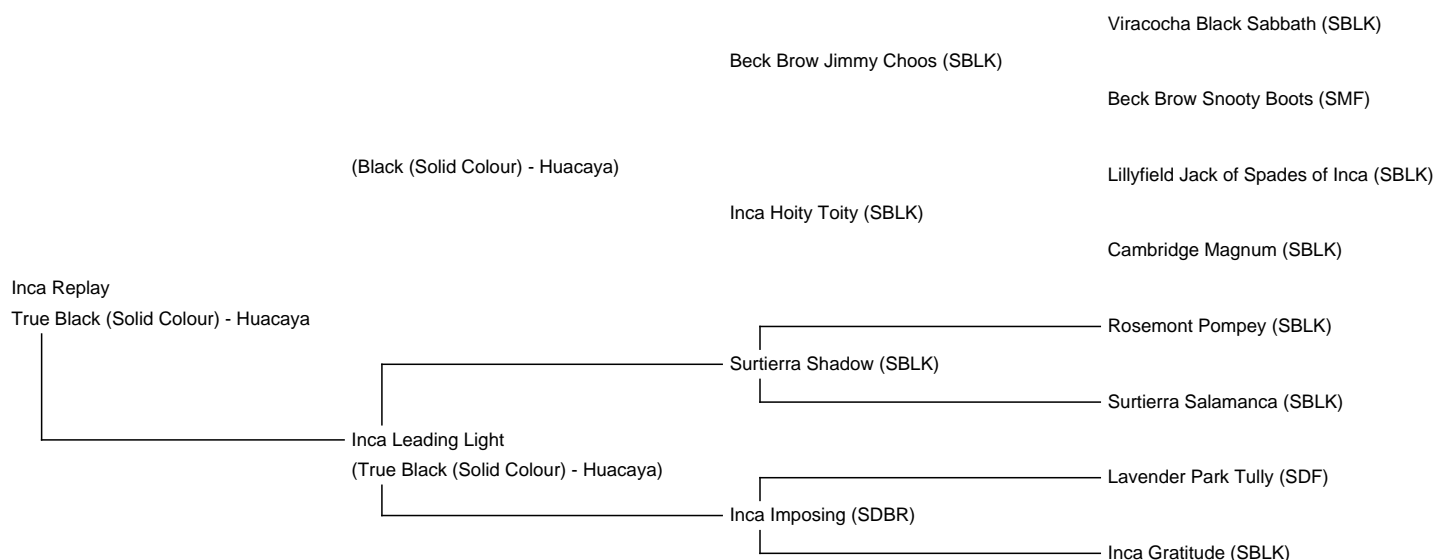 Viracocha Black Sabbath (SBLK)
Beck Brow Jimmy Choos (SBLK)
Beck Brow Snooty Boots (SMF)
(Black (Solid Colour) - Huacaya)
Lillyfield Jack of Spades of Inca (SBLK)
Inca Hoity Toity (SBLK)
Cambridge Magnum (SBLK)
Inca Replay
True Black (Solid Colour) - Huacaya
Rosemont Pompey (SBLK)
Surtierra Shadow (SBLK)
Surtierra Salamanca (SBLK)
Inca Leading Light
(True Black (Solid Colour) - Huacaya)
Lavender Park Tully (SDF)
Inca Imposing (SDBR)
Inca Gratitude (SBLK)